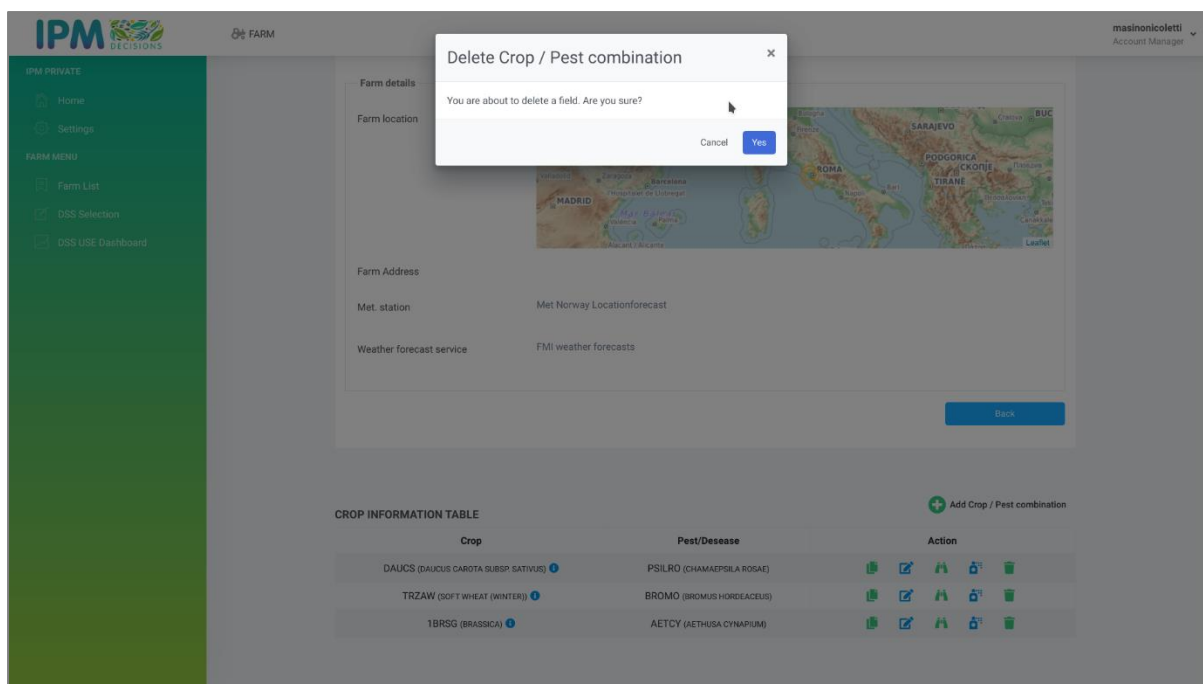 IPM DECISIONS
FARM
masinonicoletti
Account Manager
Delete Crop / Pest combination ×
You are about to delete a field. Are you sure?
Cancel Yes
IPM PRIVATE
Home
Settings
FARM MENU
Farm List
DSS Selection
DSS USE Dashboard
Farm details
Farm location
SARAJEVO
BUC
PODGORICA
ROMA
TIRANË
Barcelona
MADRID
Palma
Leaflet
Farm Address
Met. station Met Norway Locationforecast
Weather forecast service FMI weather forecasts
Back
Add Crop / Pest combination
CROP INFORMATION TABLE
Crop Pest/Desease Action
DAUCS (DAUCUS CAROTA SUBSP. SATIVUS) PSILRO (CHAMAEPSILA ROSAE)
TRZAW (SOFT WHEAT (WINTER)) BROMO (BROMUS HORDEACEUS)
1BRSG (BRASSICA) AETCY (AETHUSA CYNAPIUM)